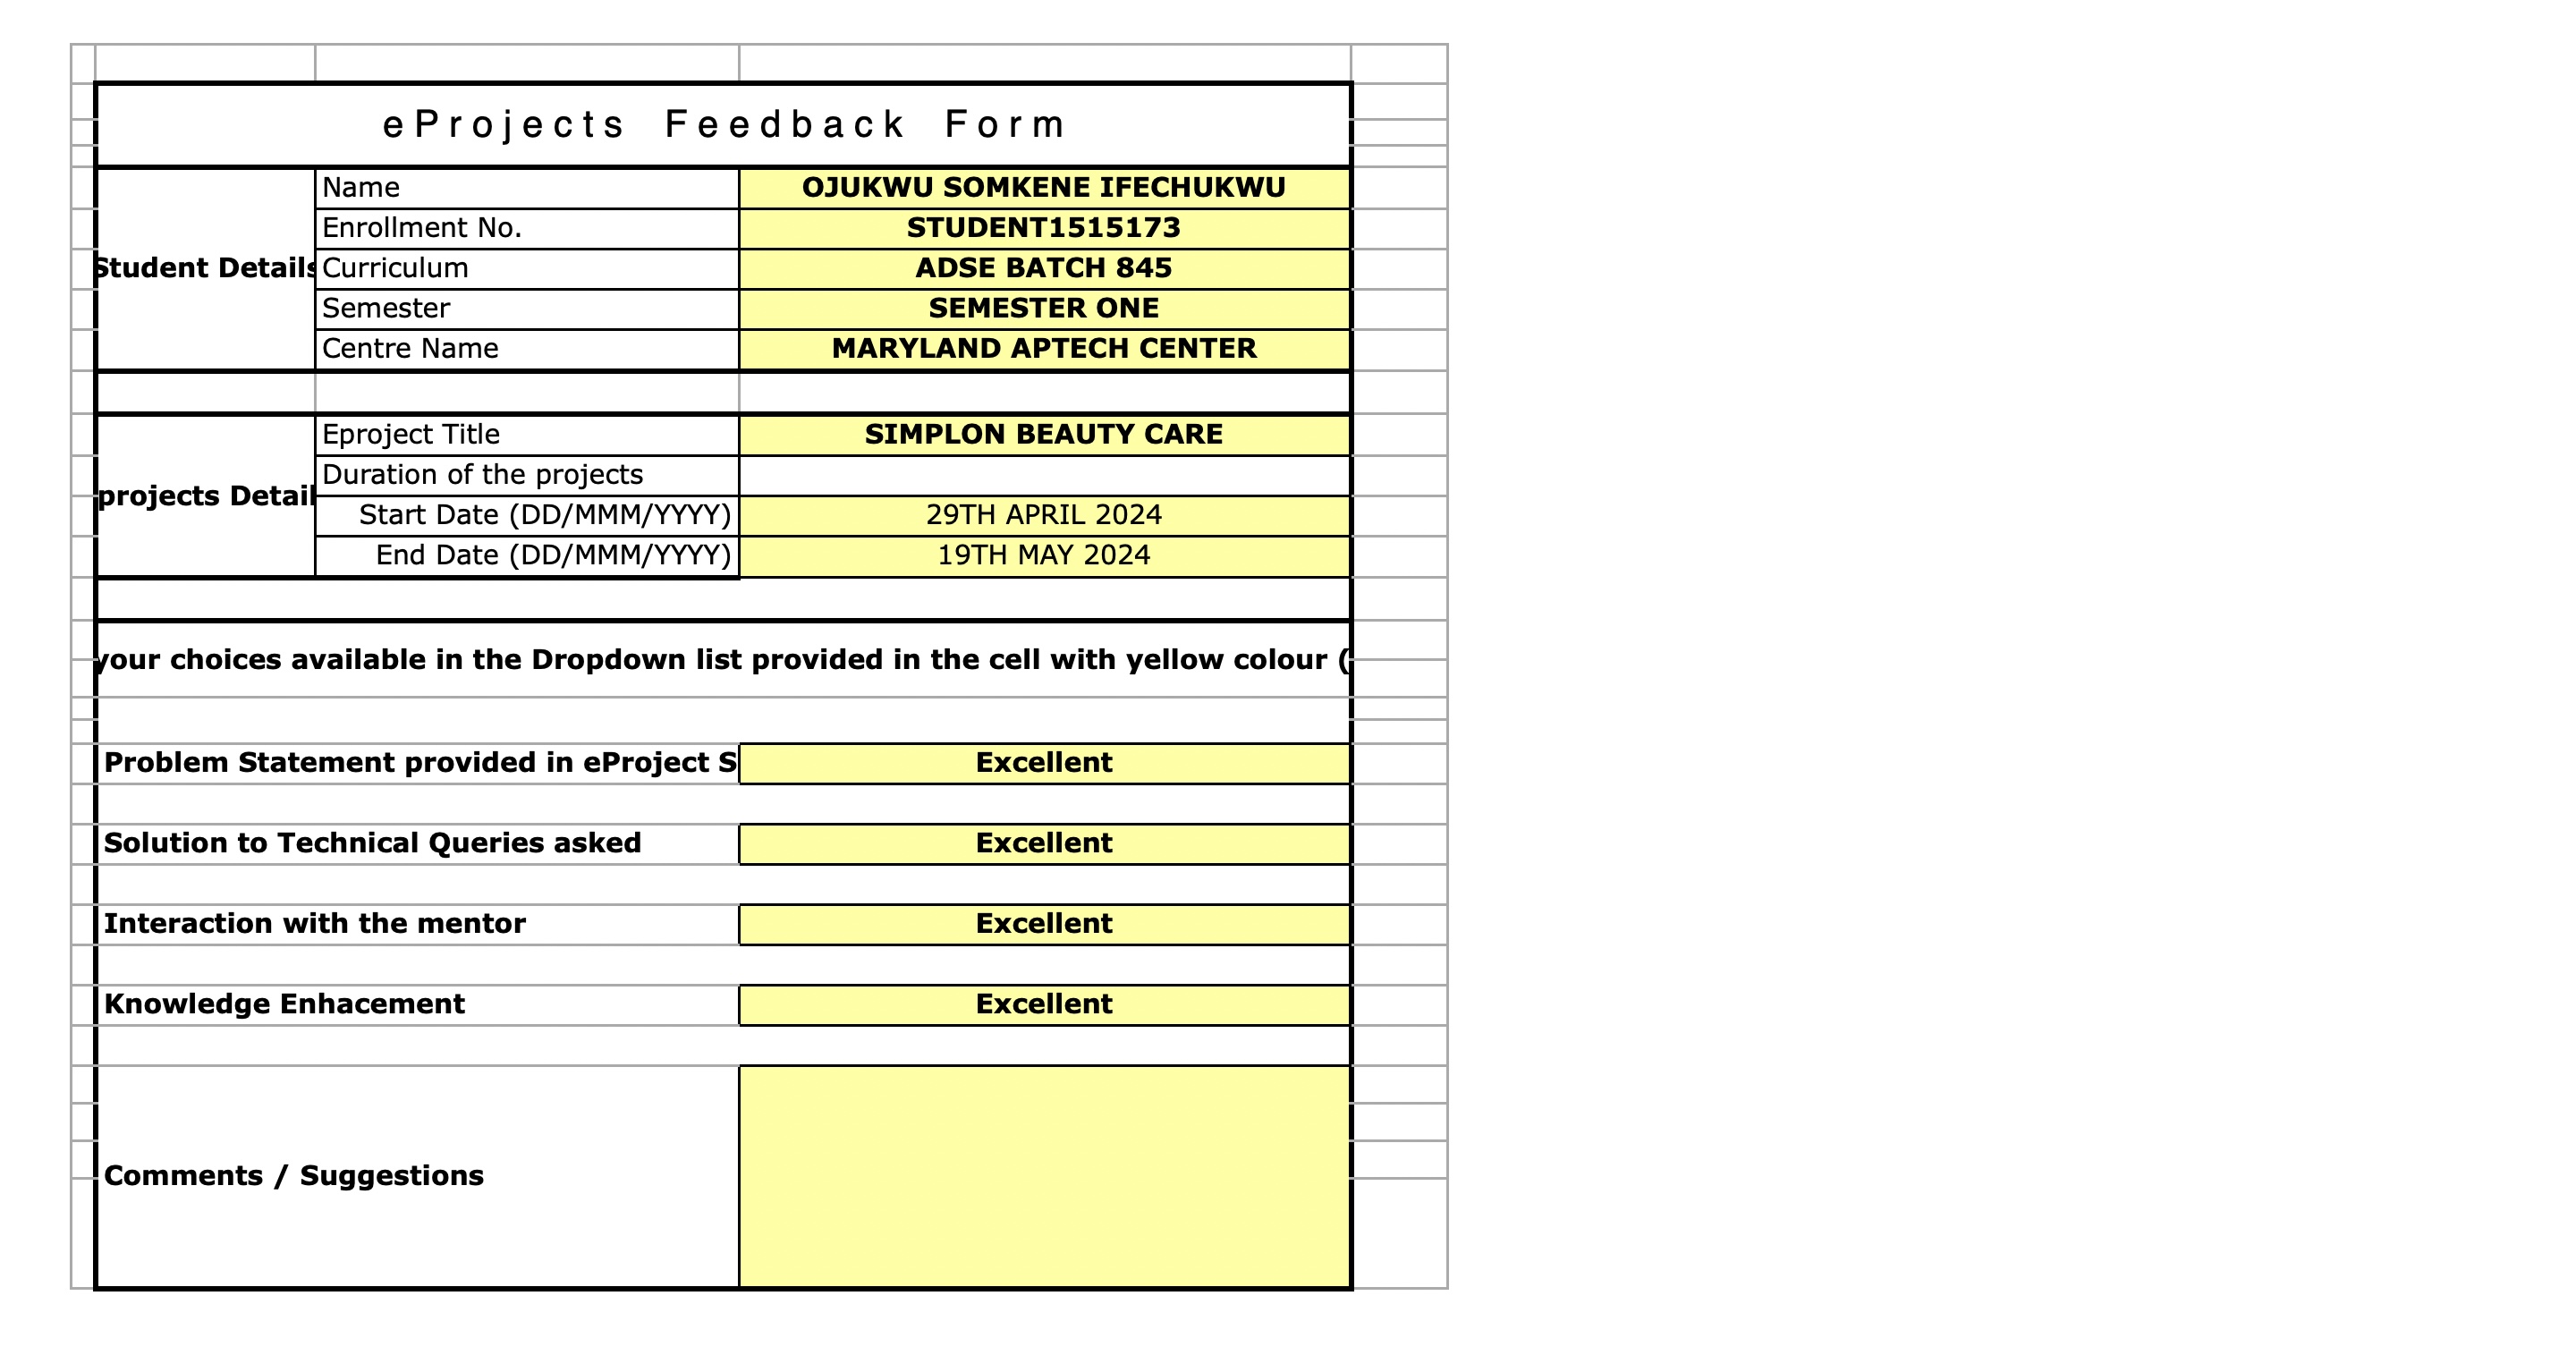 eProjects Feedback Form
Student Details
Name
OJUKWU SOMKENE IFECHUKWU
Enrollment No.
STUDENT1515173
Curriculum
ADSE BATCH 845
Semester
SEMESTER ONE
Centre Name
MARYLAND APTECH CENTER
projects Detail
Eproject Title
SIMPLON BEAUTY CARE
Duration of the projects
Start Date (DD/MMM/YYYY)
29TH APRIL 2024
End Date (DD/MMM/YYYY)
19TH MAY 2024
your choices available in the Dropdown list provided in the cell with yellow colour (
Problem Statement provided in eProject S
Excellent
Solution to Technical Queries asked
Excellent
Interaction with the mentor
Excellent
Knowledge Enhacement
Excellent
Comments / Suggestions